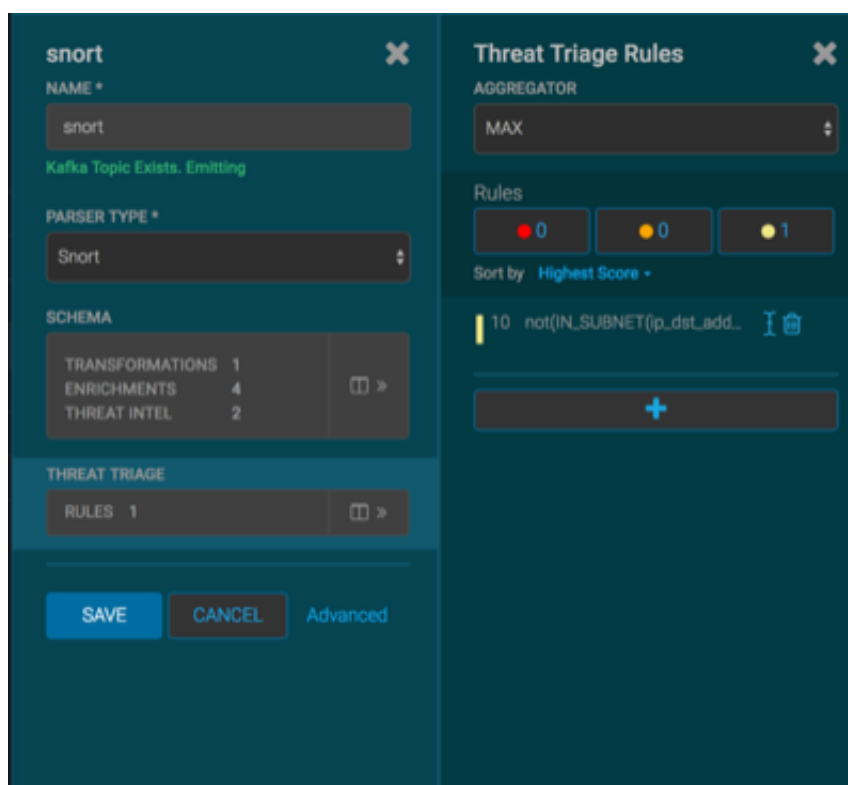 snort
NAME *
snort
Kafka Topic Exists. Emitting
PARSER TYPE *
Snort
SCHEMA
TRANSFORMATIONS 1
ENRICHMENTS 4
THREAT INTEL 2
THREAT TRIAGE
RULES 1
SAVE CANCEL Advanced
Threat Triage Rules
AGGREGATOR
MAX
Rules
0 0 1
Sort by Highest Score
10 not(IN_SUBNET(ip_dst_add...